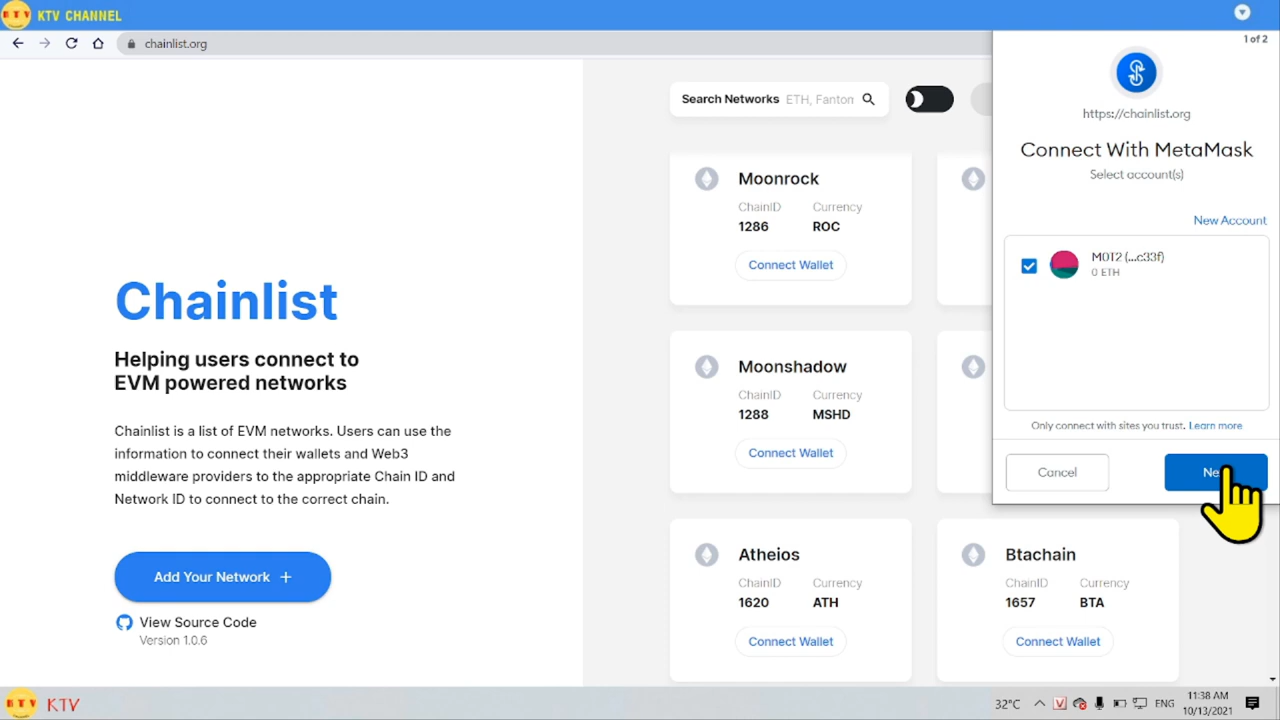 KTV CHANNEL
chainlist.org
1 of 2
https://chainlist.org
Connect With MetaMask
Select account(s)
New Account
MOT2 (...c33f)
0 ETH
Only connect with sites you trust. Learn more
Cancel
Search Networks ETH, Fanton
Moonrock
ChainID Currency
1286 ROC
Connect Wallet
Moonshadow
ChainID Currency
1288 MSHD
Connect Wallet
Atheios
ChainID Currency
1620 ATH
Connect Wallet
Btachain
ChainID Currency
1657 BTA
Connect Wallet
Chainlist
Helping users connect to
EVM powered networks
Chainlist is a list of EVM networks. Users can use the
information to connect their wallets and Web3
middleware providers to the appropriate Chain ID and
Network ID to connect to the correct chain.
Add Your Network +
View Source Code
Version 1.0.6
KTV
32°C
ENG
11:38 AM
10/13/2021